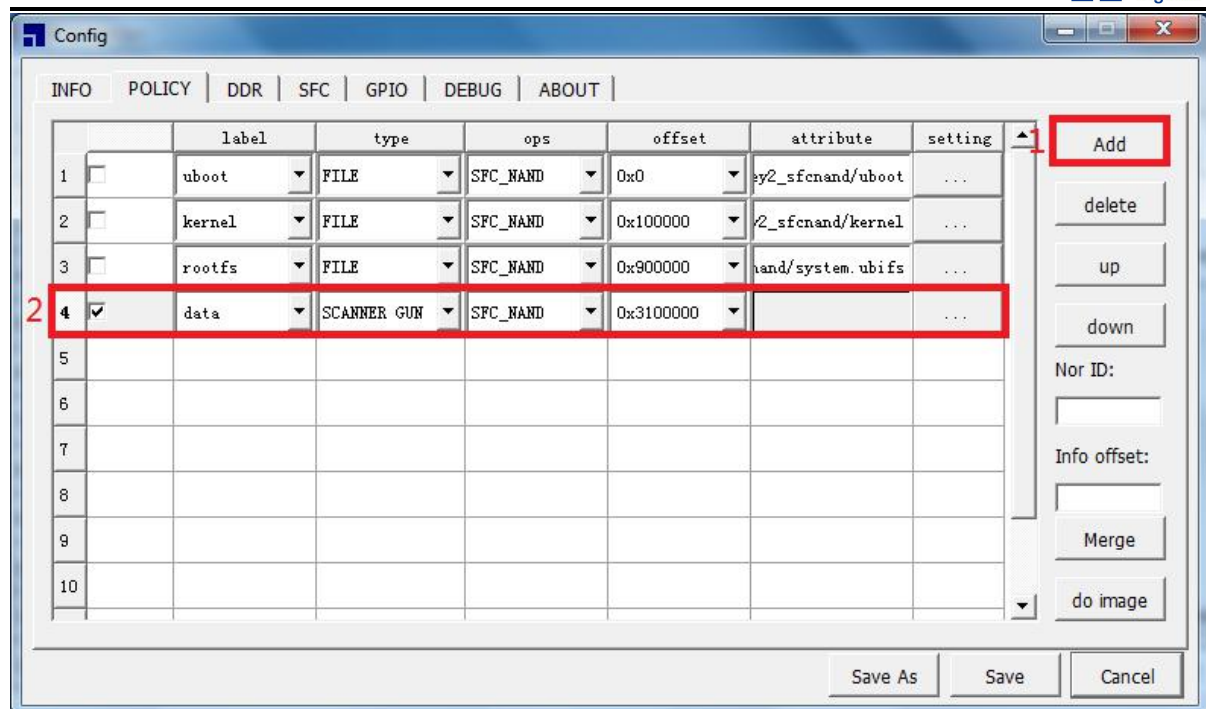 Config
INFO POLICY DDR SFC GPIO DEBUG ABOUT
label type ops offset attribute setting
1 Add
1 uboot FILE SFC_NAND 0x0 ey2_sfcnand/uboot ...
delete
2 kernel FILE SFC_NAND 0x100000 y2_sfcnand/kernel ...
3 rootfs FILE SFC_NAND 0x900000 nand/system.ubifs ...
up
2 4 data SCANNER GUN SFC_NAND 0x3100000 ...
down
5
Nor ID:
6
7
Info offset:
8
9
Merge
10
do image
Save As Save Cancel